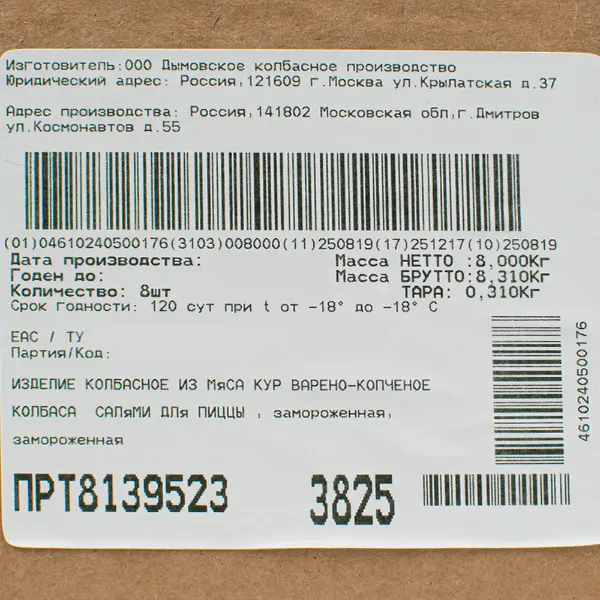 Изготовитель:ООО Дымовское колбасное производство
Юридический адрес: Россия,121609 г.Москва ул.Крылатская д.37
Адрес производства: Россия,141802 Московская обл,г.Дмитров
ул.Космонавтов д.55
(01)04610240500176(3103)008000(11)250819(17)251217(10)250819
Дата производства: Масса НЕТТО :8,000Кг
Годен до: Масса БРУТТО:8,310Кг
Количество: 8шт ТАРА: 0,310Кг
Срок годности: 120 сут при t от -18° до -18° С
ЕАС / ТУ
Партия/Код:
4610240500176
ИЗДЕЛИЕ КОЛБАСНОЕ ИЗ МяСА КУР ВАРЕНО-КОПЧЕНОЕ
КОЛБАСА САЛяМИ ДЛя ПИЦЦЫ , замороженная,
замороженная
ПРТ8139523 3825